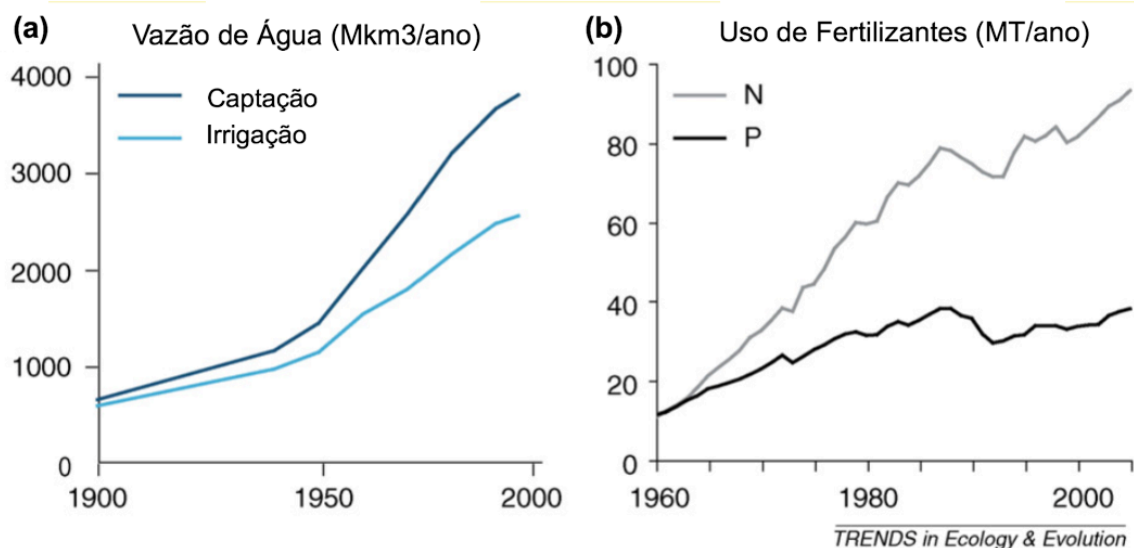 (a)
Vazão de Água (Mkm3/ano)
4000
3000
2000
1000
0
Captação
Irrigação
1900
1950
2000
(b)
Uso de Fertilizantes (MT/ano)
100
80
60
40
20
0
N
P
1960
1980
2000
TRENDS in Ecology & Evolution